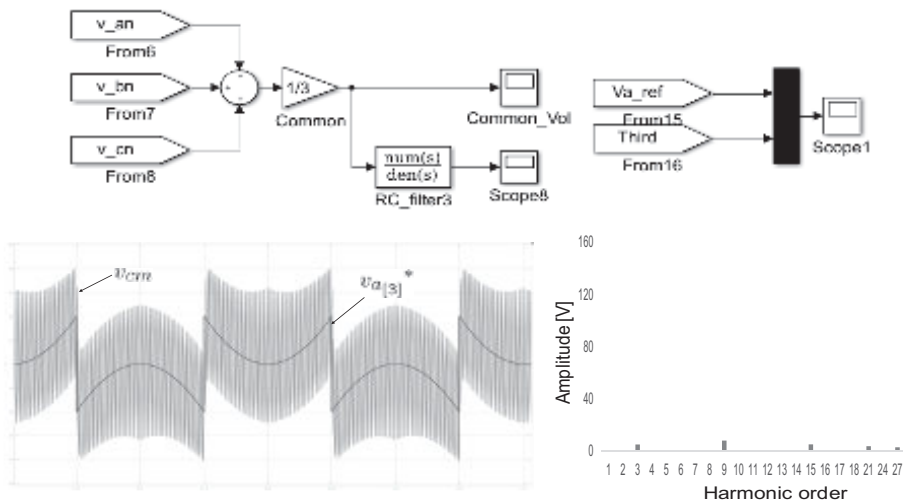 v_an
From6
v_bn
From7
v_cn
From8
1/3
Common
Common_Vol
num(s)
den(s)
RC_filter3
Scope8
Va_ref
From15
Third
From16
Scope1
v_cm
v_a[3]*
Amplitude [V]
160
120
80
40
0
1 2 3 4 5 6 7 8 9 10 11 12 13 14 15 16 17 18 21 24 27
Harmonic order